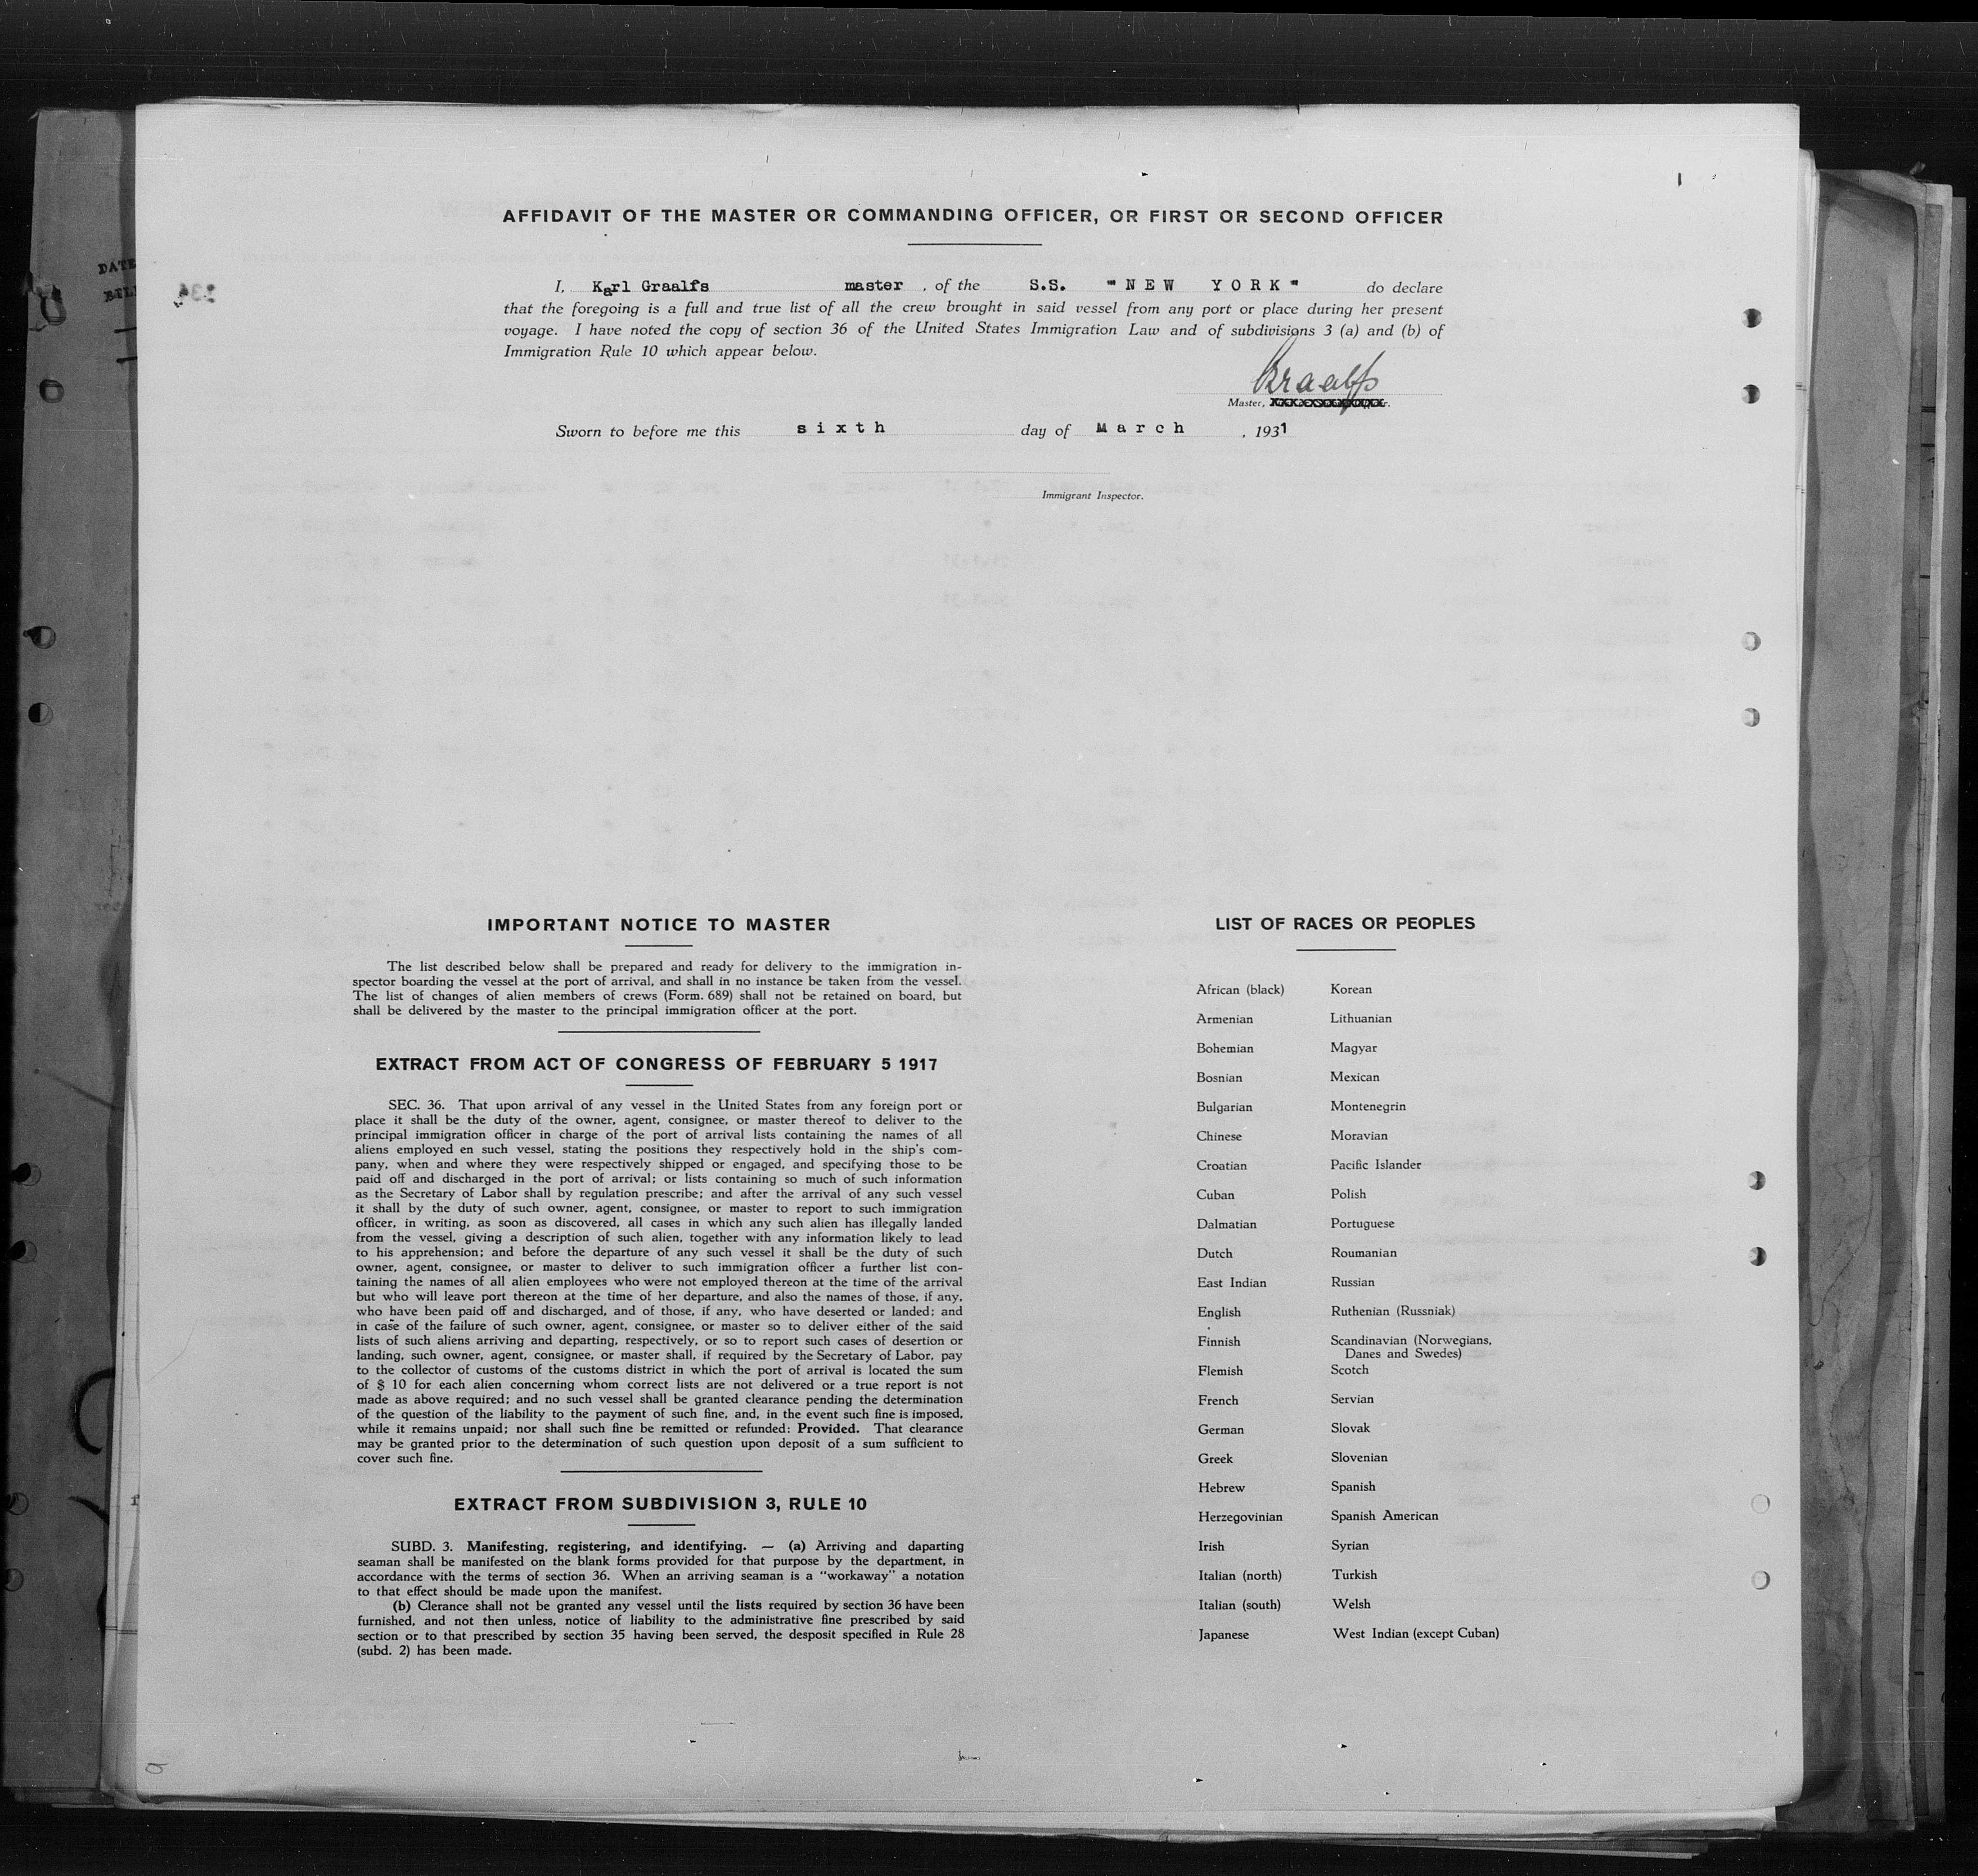 AFFIDAVIT OF THE MASTER OR COMMANDING OFFICER, OR FIRST OR SECOND OFFICER
I, Karl Graalfs master , of the S.S. "NEW YORK" do declare
that the foregoing is a full and true list of all the crew brought in said vessel from any port or place during her present
voyage. I have noted the copy of section 36 of the United States Immigration Law and of subdivisions 3 (a) and (b) of
Immigration Rule 10 which appear below.
Graalfs
Master,
Sworn to before me this sixth day of March , 1931
Immigrant Inspector.
IMPORTANT NOTICE TO MASTER
The list described below shall be prepared and ready for delivery to the immigration in-
spector boarding the vessel at the port of arrival, and shall in no instance be taken from the vessel.
The list of changes of alien members of crews (Form. 689) shall not be retained on board, but
shall be delivered by the master to the principal immigration officer at the port.
EXTRACT FROM ACT OF CONGRESS OF FEBRUARY 5 1917
SEC. 36. That upon arrival of any vessel in the United States from any foreign port or
place it shall be the duty of the owner, agent, consignee, or master thereof to deliver to the
principal immigration officer in charge of the port of arrival lists containing the names of all
aliens employed en such vessel, stating the positions they respectively hold in the ship's com-
pany, when and where they were respectively shipped or engaged, and specifying those to be
paid off and discharged in the port of arrival; or lists containing so much of such information
as the Secretary of Labor shall by regulation prescribe; and after the arrival of any such vessel
it shall by the duty of such owner, agent, consignee, or master to report to such immigration
officer, in writing, as soon as discovered, all cases in which any such alien has illegally landed
from the vessel, giving a description of such alien, together with any information likely to lead
to his apprehension; and before the departure of any such vessel it shall be the duty of such
owner, agent, consignee, or master to deliver to such immigration officer a further list con-
taining the names of all alien employees who were not employed thereon at the time of the arrival
but who will leave port thereon at the time of her departure, and also the names of those, if any,
who have been paid off and discharged, and of those, if any, who have deserted or landed; and
in case of the failure of such owner, agent, consignee, or master so to deliver either of the said
lists of such aliens arriving and departing, respectively, or so to report such cases of desertion or
landing, such owner, agent, consignee, or master shall, if required by the Secretary of Labor, pay
to the collector of customs of the customs district in which the port of arrival is located the sum
of $ 10 for each alien concerning whom correct lists are not delivered or a true report is not
made as above required; and no such vessel shall be granted clearance pending the determination
of the question of the liability to the payment of such fine, and, in the event such fine is imposed,
while it remains unpaid; nor shall such fine be remitted or refunded: Provided. That clearance
may be granted prior to the determination of such question upon deposit of a sum sufficient to
cover such fine.
EXTRACT FROM SUBDIVISION 3, RULE 10
SUBD. 3. Manifesting, registering, and identifying. — (a) Arriving and daparting
seaman shall be manifested on the blank forms provided for that purpose by the department, in
accordance with the terms of section 36. When an arriving seaman is a "workaway" a notation
to that effect should be made upon the manifest.
(b) Clerance shall not be granted any vessel until the lists required by section 36 have been
furnished, and not then unless, notice of liability to the administrative fine prescribed by said
section or to that prescribed by section 35 having been served, the desposit specified in Rule 28
(subd. 2) has been made.
LIST OF RACES OR PEOPLES
African (black) Korean
Armenian Lithuanian
Bohemian Magyar
Bosnian Mexican
Bulgarian Montenegrin
Chinese Moravian
Croatian Pacific Islander
Cuban Polish
Dalmatian Portuguese
Dutch Roumanian
East Indian Russian
English Ruthenian (Russniak)
Finnish Scandinavian (Norwegians,
Danes and Swedes)
Flemish Scotch
French Servian
German Slovak
Greek Slovenian
Hebrew Spanish
Herzegovinian Spanish American
Irish Syrian
Italian (north) Turkish
Italian (south) Welsh
Japanese West Indian (except Cuban)